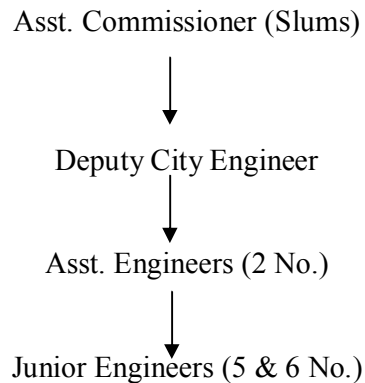 Asst. Commissioner (Slums)
Deputy City Engineer
Asst. Engineers (2 No.)
Junior Engineers (5 & 6 No.)